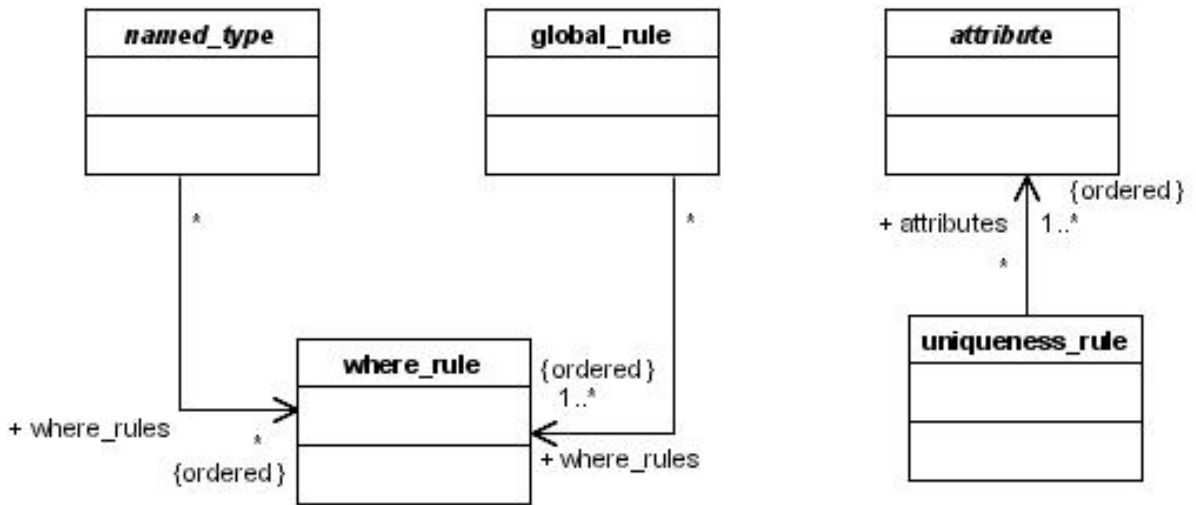 named_type
global_rule
attribute
*
*
{ordered}
+ attributes
1..*
*
uniqueness_rule
where_rule
{ordered}
1..*
+ where_rules
*
{ordered}
+ where_rules